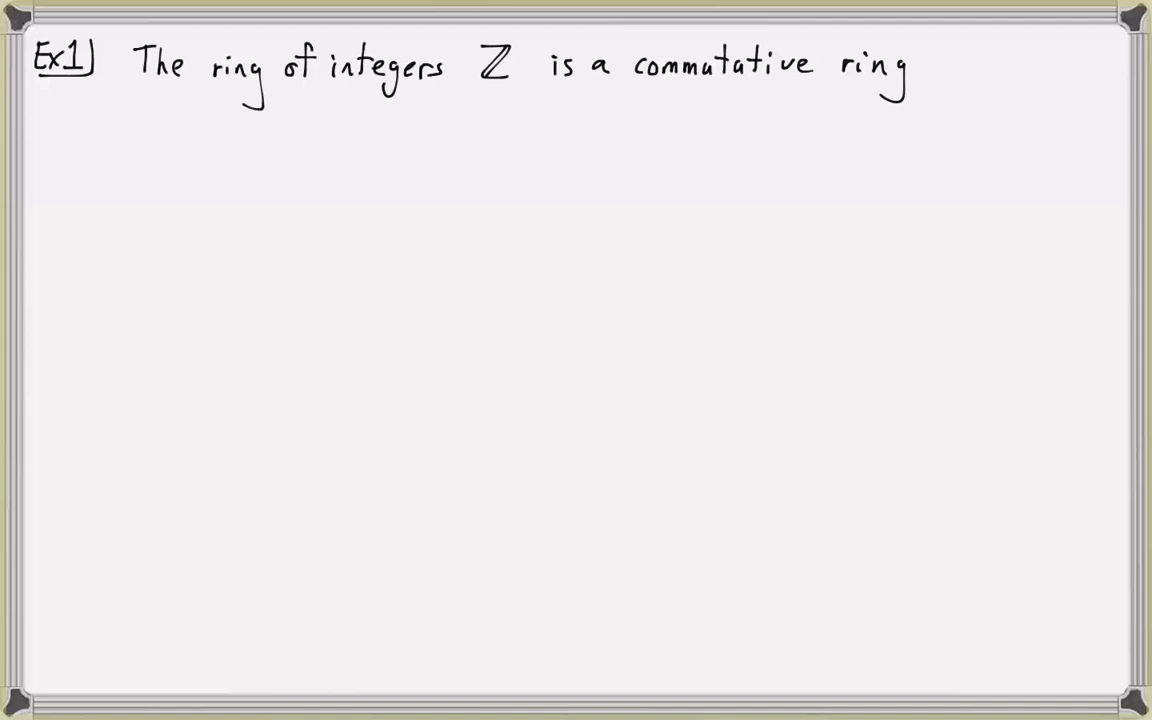 Ex1] The ring of integers ℤ is a commutative ring